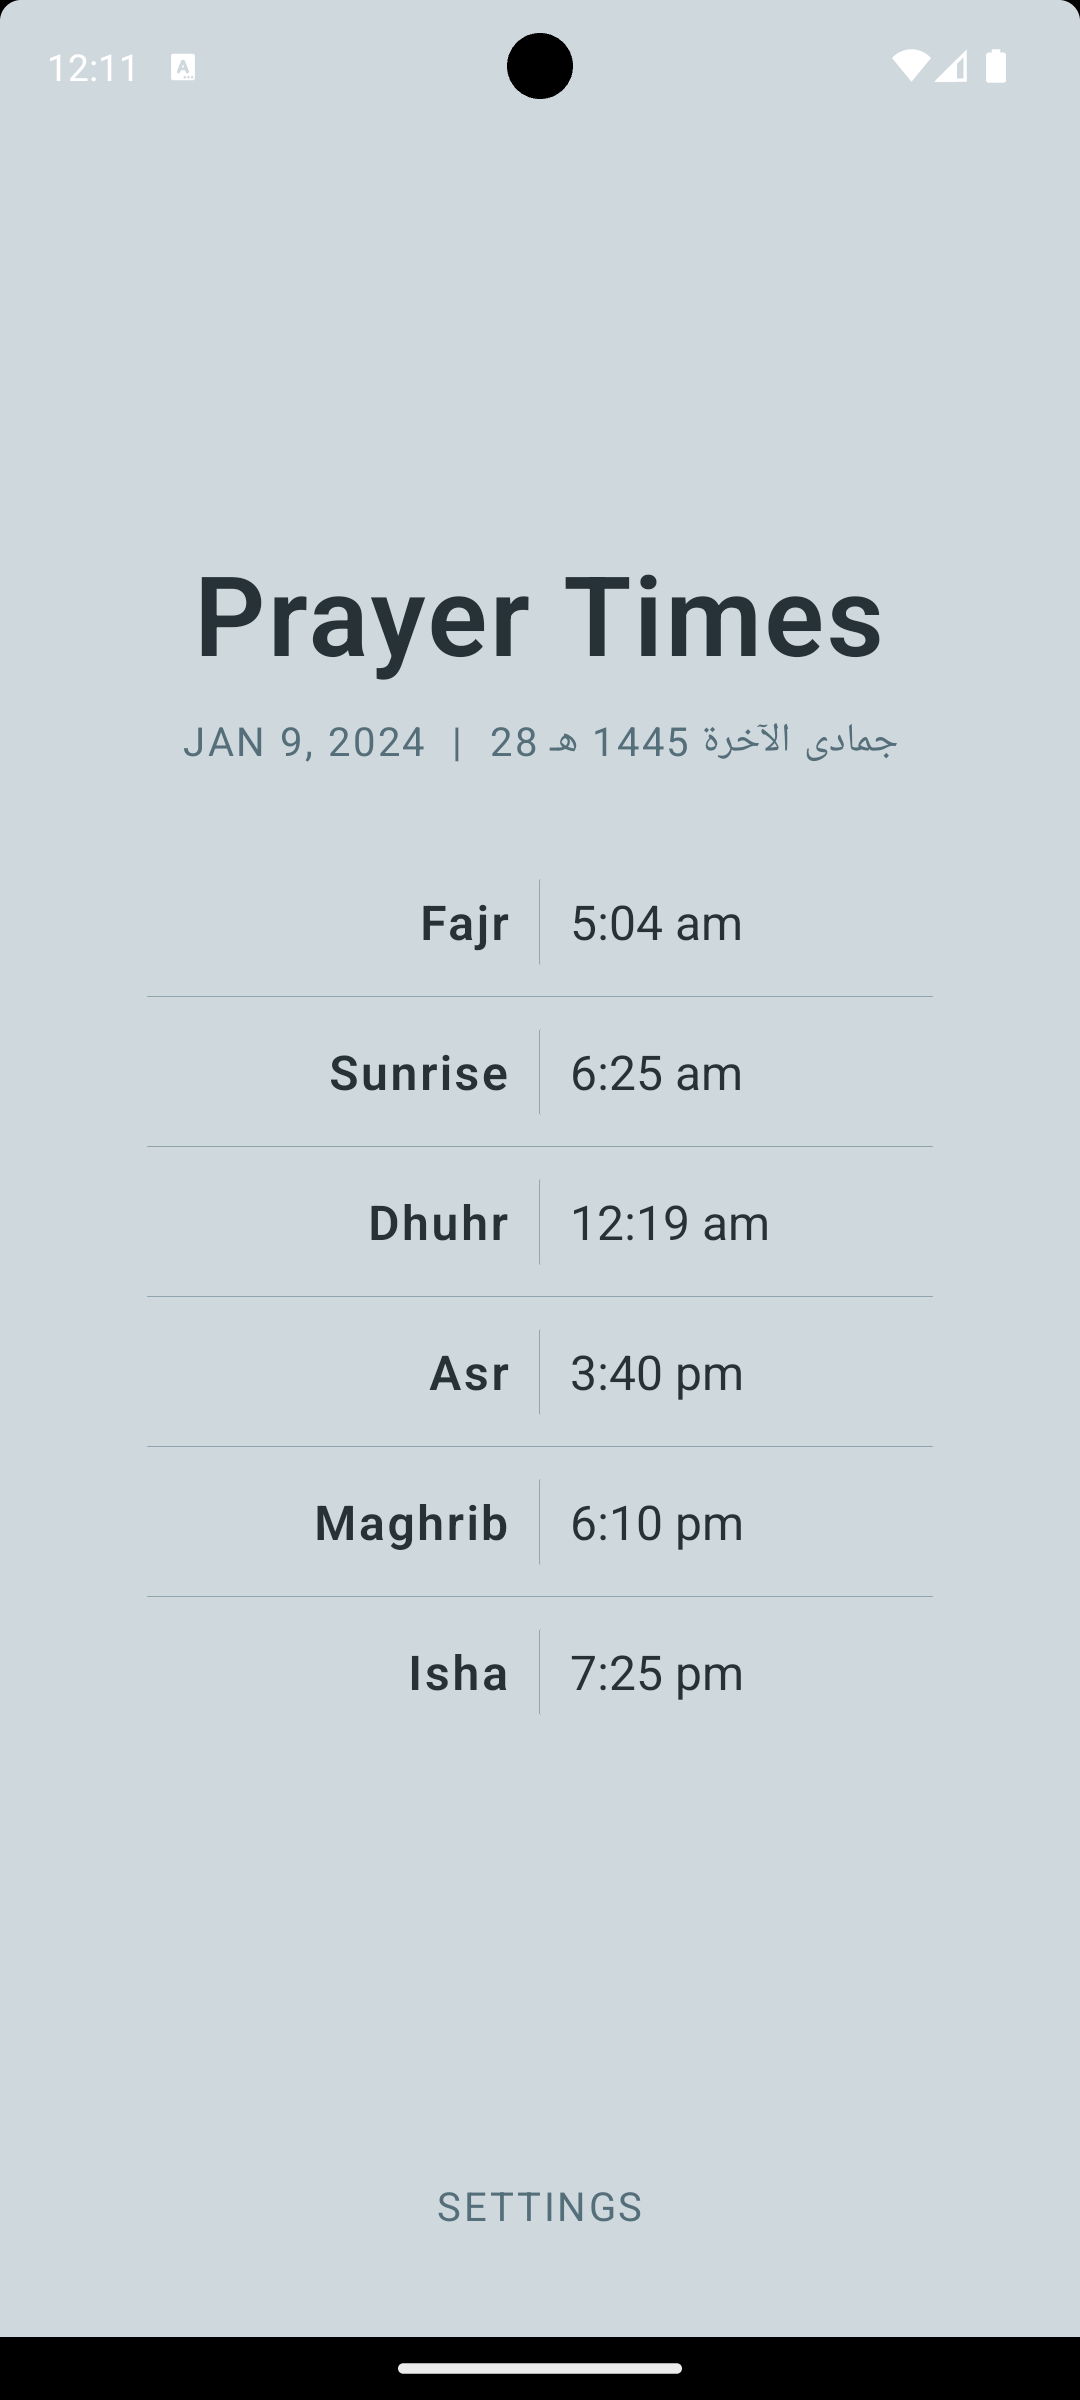 12:11
Prayer Times
JAN 9, 2024 | 28 جمادى الآخرة 1445 هـ
Fajr 5:04 am
Sunrise 6:25 am
Dhuhr 12:19 am
Asr 3:40 pm
Maghrib 6:10 pm
Isha 7:25 pm
SETTINGS